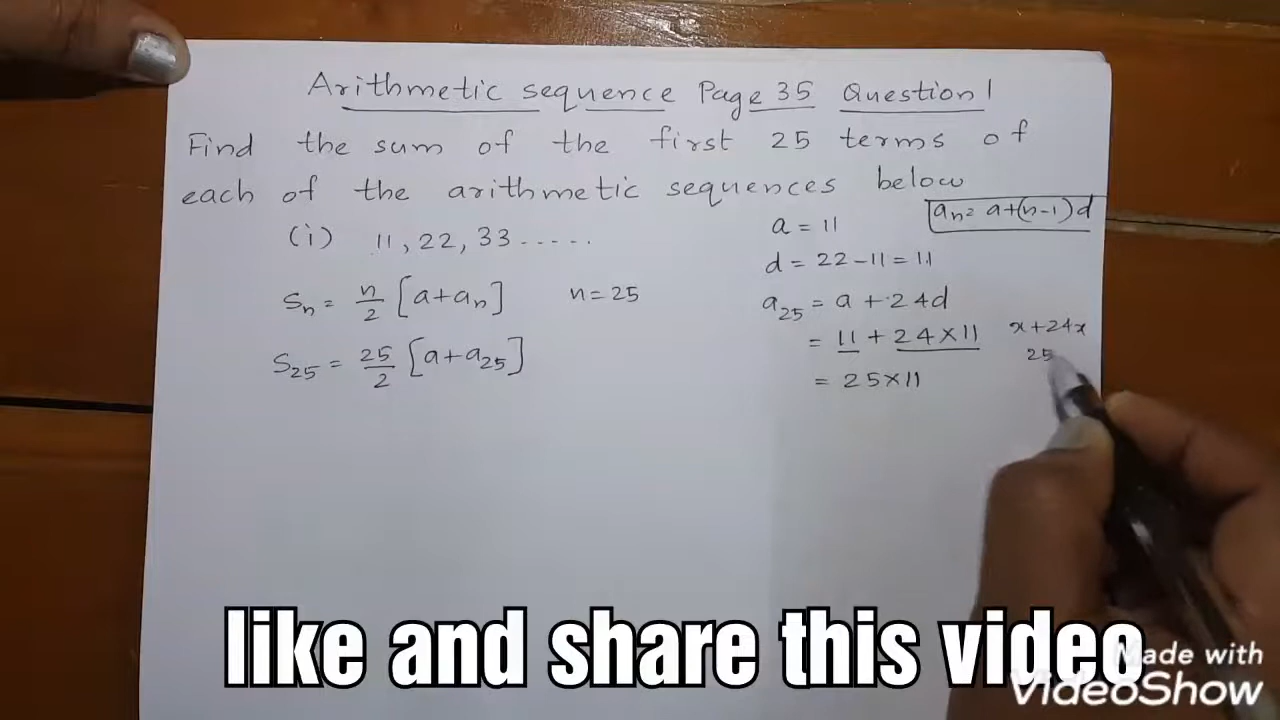 Arithmetic sequence Page 35 Question 1
Find the sum of the first 25 terms of
each of the arithmetic sequences below
(i) 11, 22, 33 .....
Sn = n/2 [a+an] n = 25
S25 = 25/2 [a+a25]
an = a+(n-1)d
a = 11
d = 22-11 = 11
a25 = a + 24d
= 11 + 24×11
= 25×11
x+24x
25
like and share this video
Made with
VideoShow